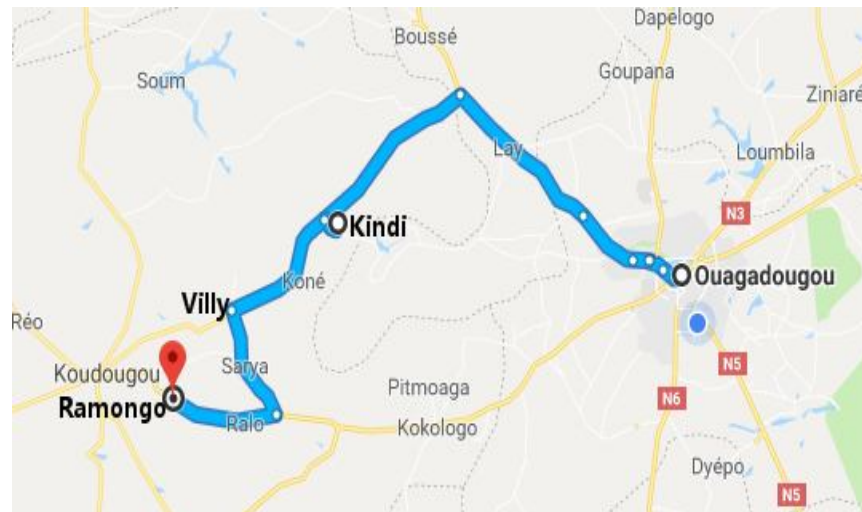 Dapelogo
Boussé
Goupana
Soum
Ziniaré
Lay
Loumbila
N3
Kindi
Koné
Ouagadougou
Villy
Réo
Sarya
Koudougou
Pitmoaga
N5
Ramongo
Ralo
Kokologo
N6
Dyépo
N5